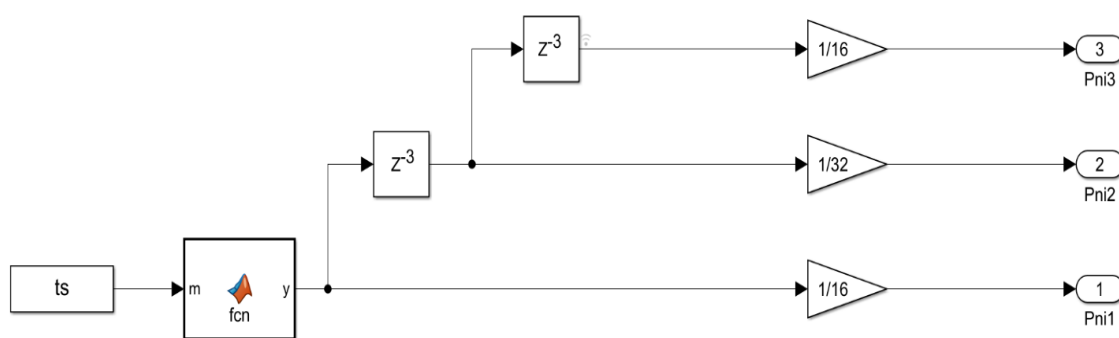 Z-3
1/16
3
Pni3
Z-3
1/32
2
Pni2
ts
m
y
fcn
1/16
1
Pni1